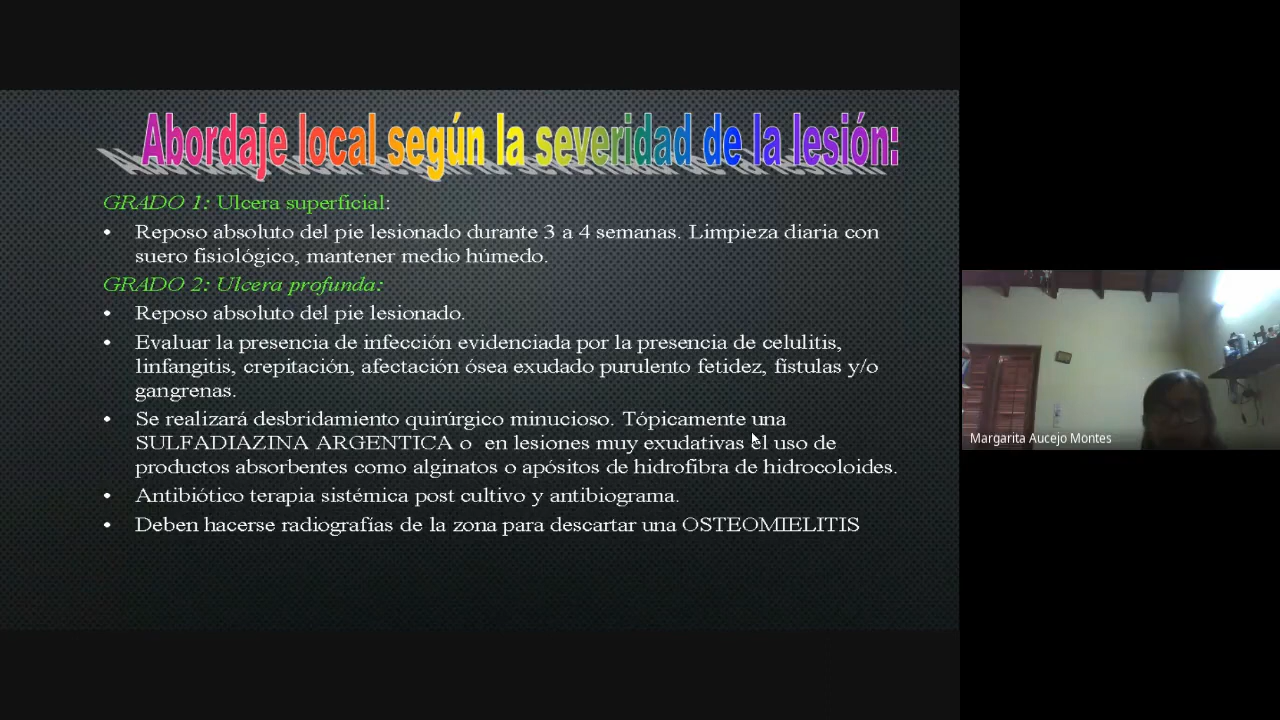 Abordaje local según la severidad de la lesión:
GRADO 1: Ulcera superficial:
• Reposo absoluto del pie lesionado durante 3 a 4 semanas. Limpieza diaria con
suero fisiológico, mantener medio húmedo.
GRADO 2: Ulcera profunda:
• Reposo absoluto del pie lesionado.
• Evaluar la presencia de infección evidenciada por la presencia de celulitis,
linfangitis, crepitación, afectación ósea exudado purulento fetidez, fístulas y/o
gangrenas.
• Se realizará desbridamiento quirúrgico minucioso. Tópicamente una
SULFADIAZINA ARGENTICA o en lesiones muy exudativas el uso de
productos absorbentes como alginatos o apósitos de hidrofibra de hidrocoloides.
• Antibiótico terapia sistémica post cultivo y antibiograma.
• Deben hacerse radiografías de la zona para descartar una OSTEOMIELITIS
Margarita Aucejo Montes